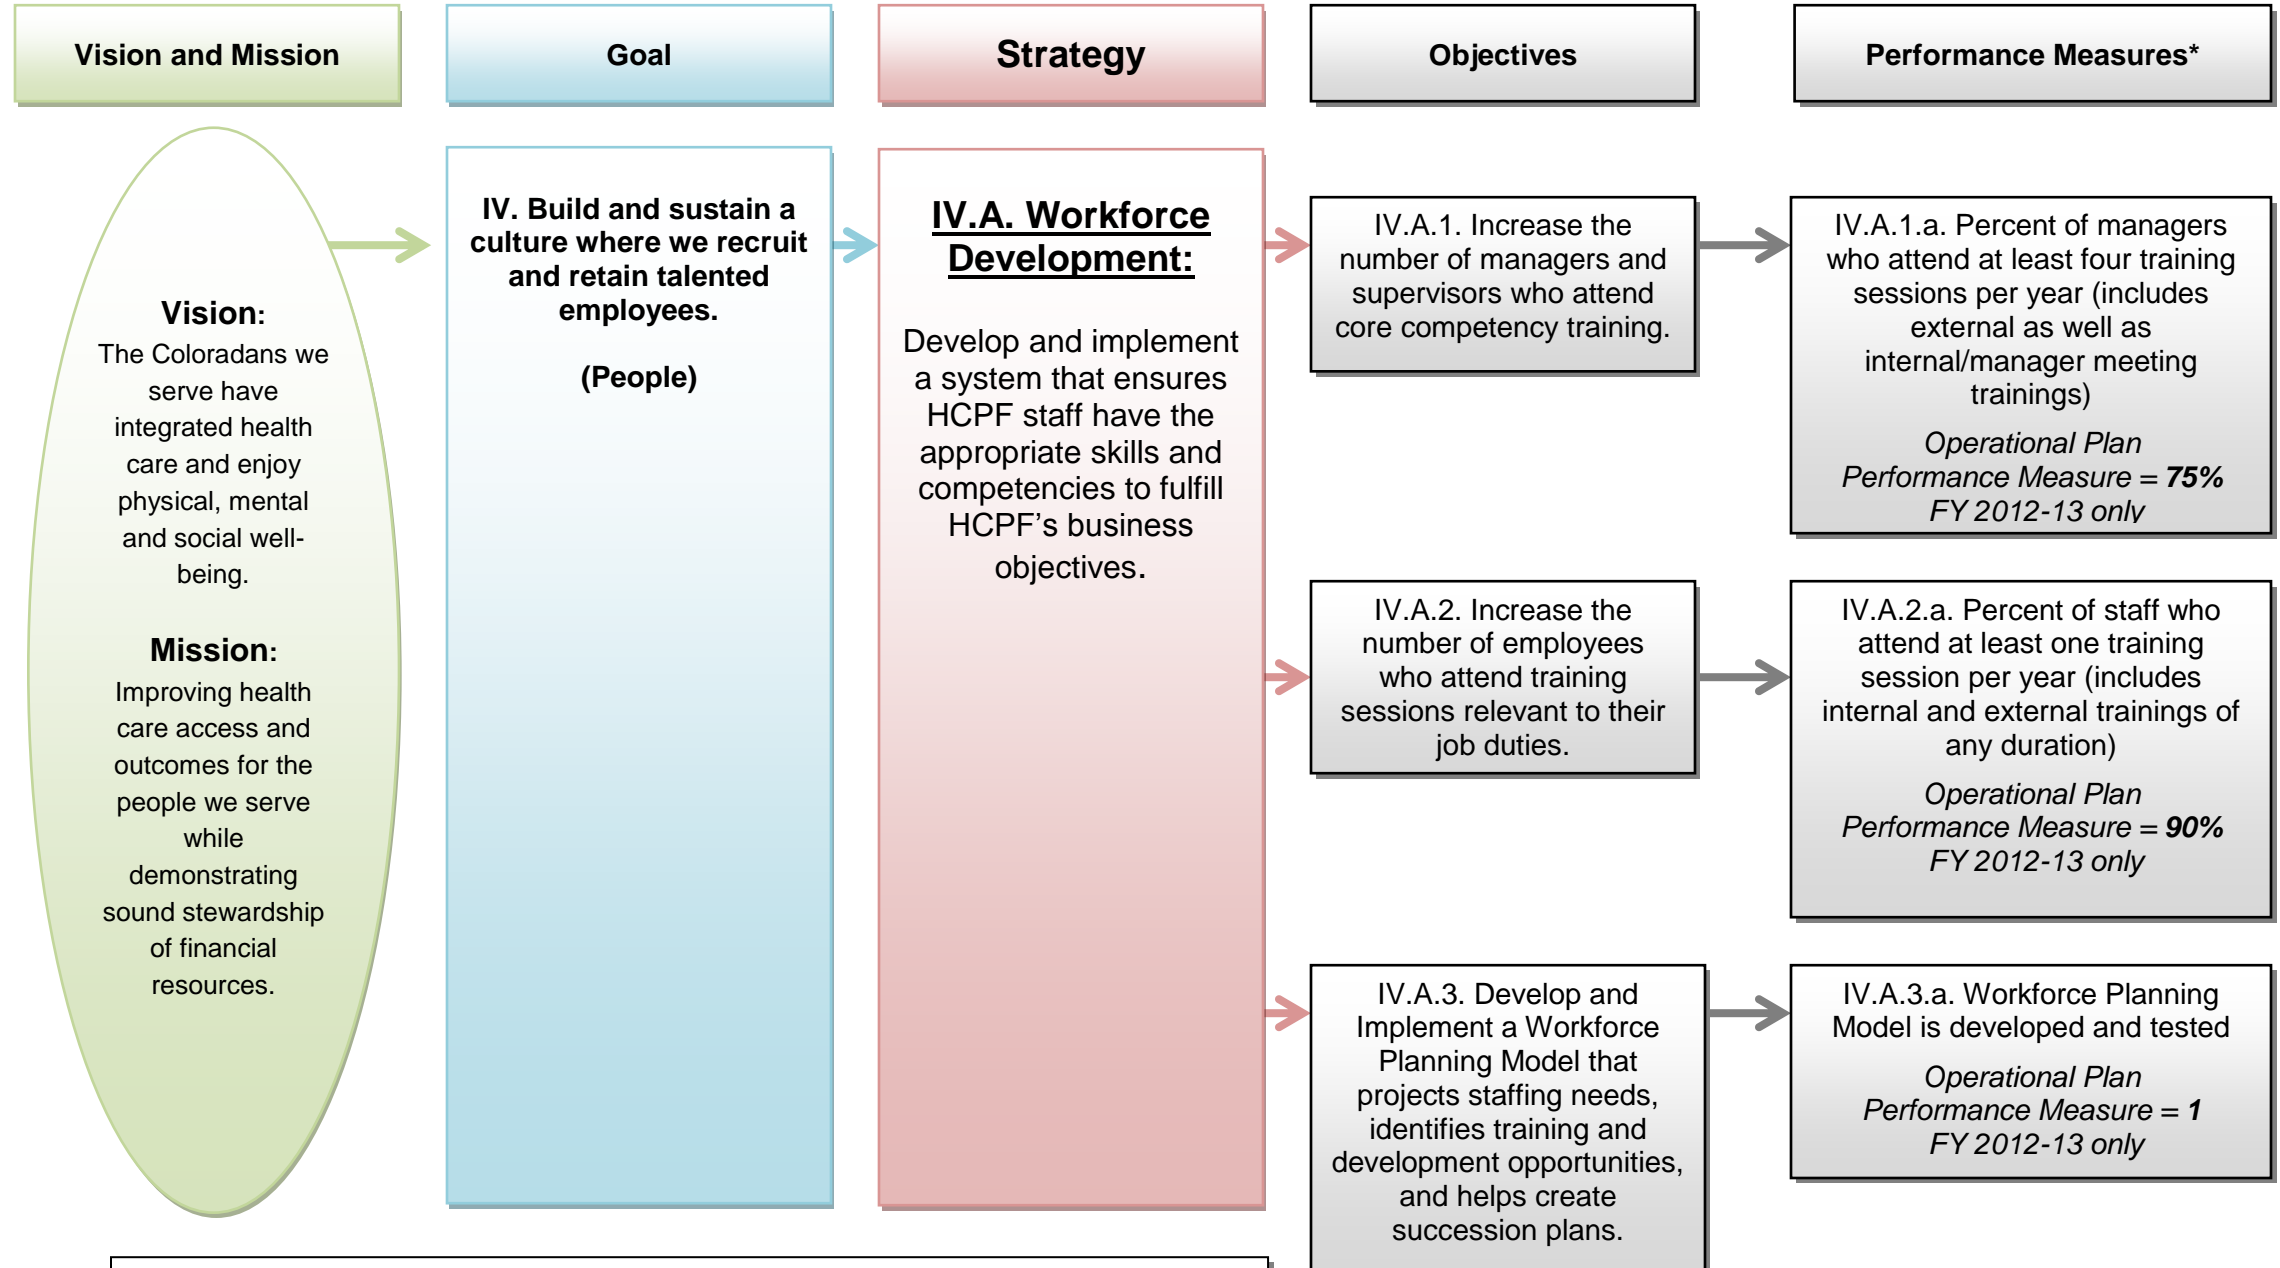 Vision and Mission
Goal
Strategy
Objectives
Performance Measures*
Vision:
The Coloradans we
serve have
integrated health
care and enjoy
physical, mental
and social well-
being.
Mission:
Improving health
care access and
outcomes for the
people we serve
while
demonstrating
sound stewardship
of financial
resources.
IV. Build and sustain a
culture where we recruit
and retain talented
employees.
(People)
IV.A. Workforce
Development:
Develop and implement
a system that ensures
HCPF staff have the
appropriate skills and
competencies to fulfill
HCPF’s business
objectives.
IV.A.1. Increase the
number of managers and
supervisors who attend
core competency training.
IV.A.1.a. Percent of managers
who attend at least four training
sessions per year (includes
external as well as
internal/manager meeting
trainings)
Operational Plan
Performance Measure = 75%
FY 2012-13 only
IV.A.2. Increase the
number of employees
who attend training
sessions relevant to their
job duties.
IV.A.2.a. Percent of staff who
attend at least one training
session per year (includes
internal and external trainings of
any duration)
Operational Plan
Performance Measure = 90%
FY 2012-13 only
IV.A.3. Develop and
Implement a Workforce
Planning Model that
projects staffing needs,
identifies training and
development opportunities,
and helps create
succession plans.
IV.A.3.a. Workforce Planning
Model is developed and tested
Operational Plan
Performance Measure = 1
FY 2012-13 only